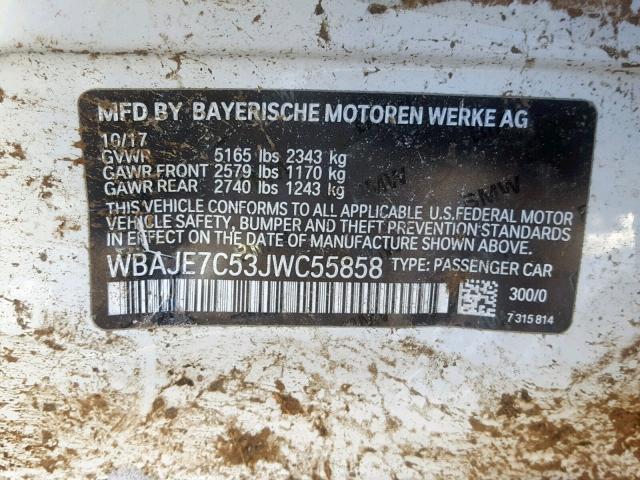 MFD BY BAYERISCHE MOTOREN WERKE AG
10/17
GVWR 5165 lbs 2343 kg
GAWR FRONT 2579 lbs 1170 kg
GAWR REAR 2740 lbs 1243 kg
THIS VEHICLE CONFORMS TO ALL APPLICABLE U.S.FEDERAL MOTOR
VEHICLE SAFETY, BUMPER AND THEFT PREVENTION STANDARDS
IN EFFECT ON THE DATE OF MANUFACTURE SHOWN ABOVE.
WBAJE7C53JWC55858 TYPE: PASSENGER CAR
300/0
7 315 814
BMW